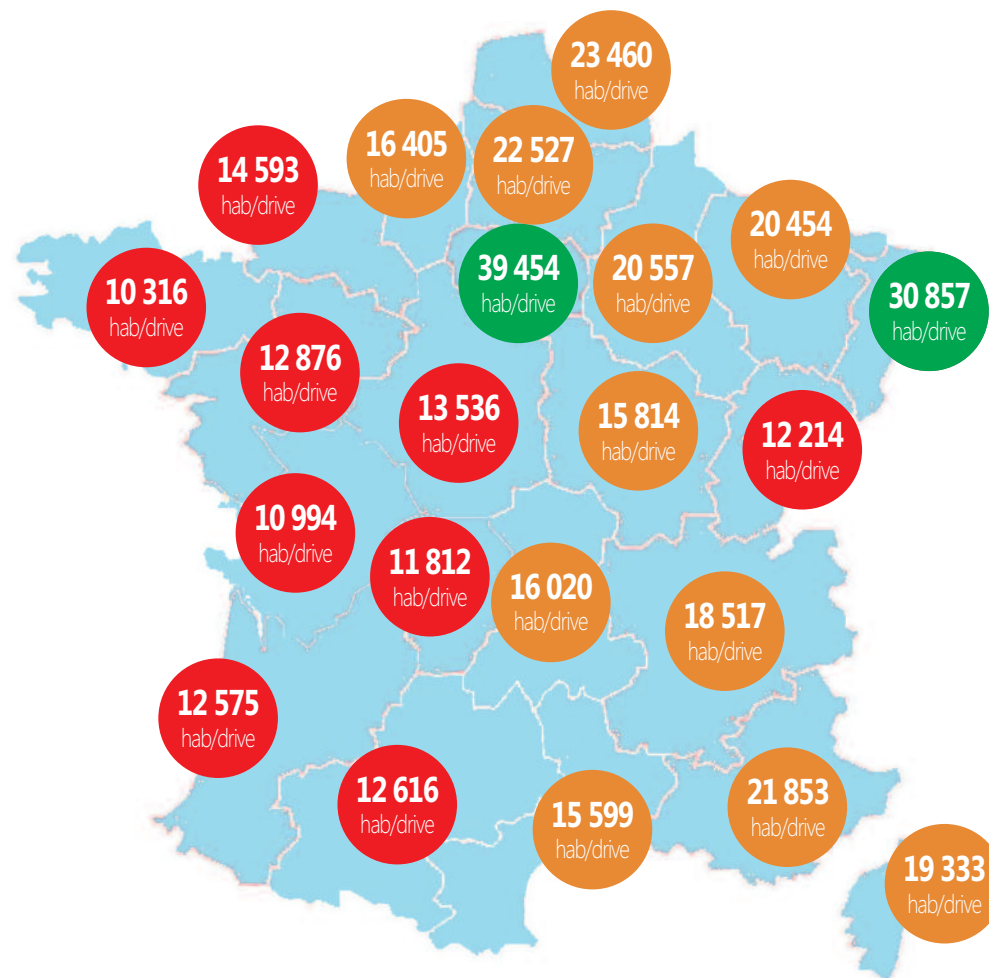 23 460
hab/drive
16 405
hab/drive
22 527
hab/drive
14 593
hab/drive
20 454
hab/drive
39 454
hab/drive
20 557
hab/drive
10 316
hab/drive
30 857
hab/drive
12 876
hab/drive
13 536
hab/drive
15 814
hab/drive
12 214
hab/drive
10 994
hab/drive
11 812
hab/drive
16 020
hab/drive
18 517
hab/drive
12 575
hab/drive
12 616
hab/drive
15 599
hab/drive
21 853
hab/drive
19 333
hab/drive